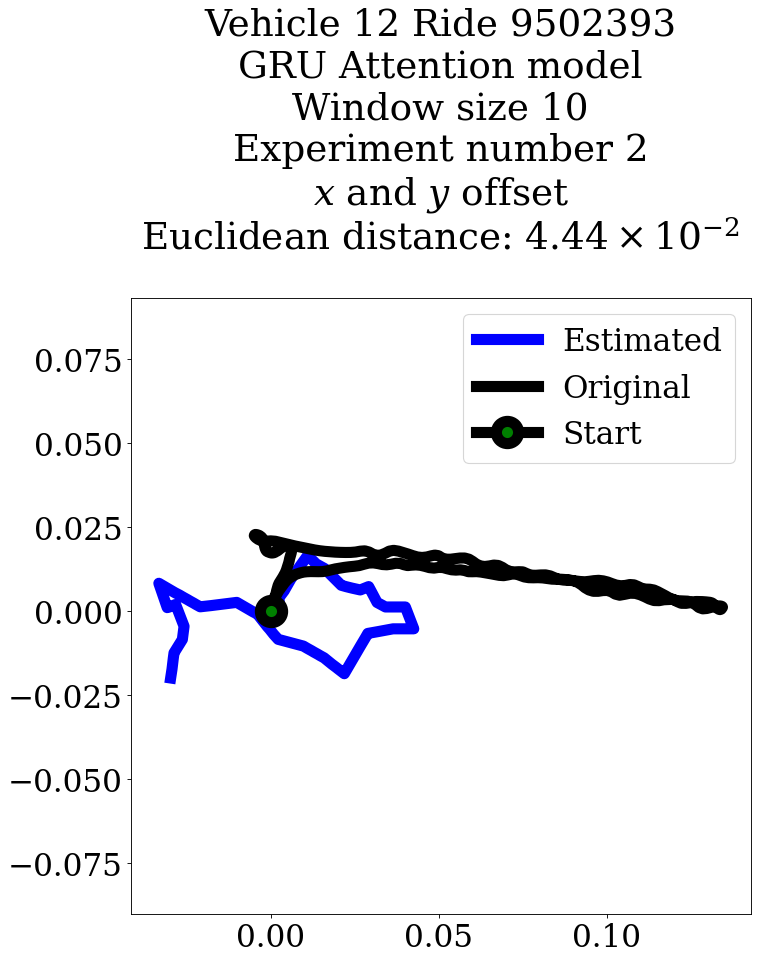 Vehicle 12 Ride 9502393
GRU Attention model
Window size 10
Experiment number 2
x and y offset
Euclidean distance: 4.44 × 10⁻²
Estimated
Original
Start
0.075
0.050
0.025
0.000
−0.025
−0.050
−0.075
0.00 0.05 0.10